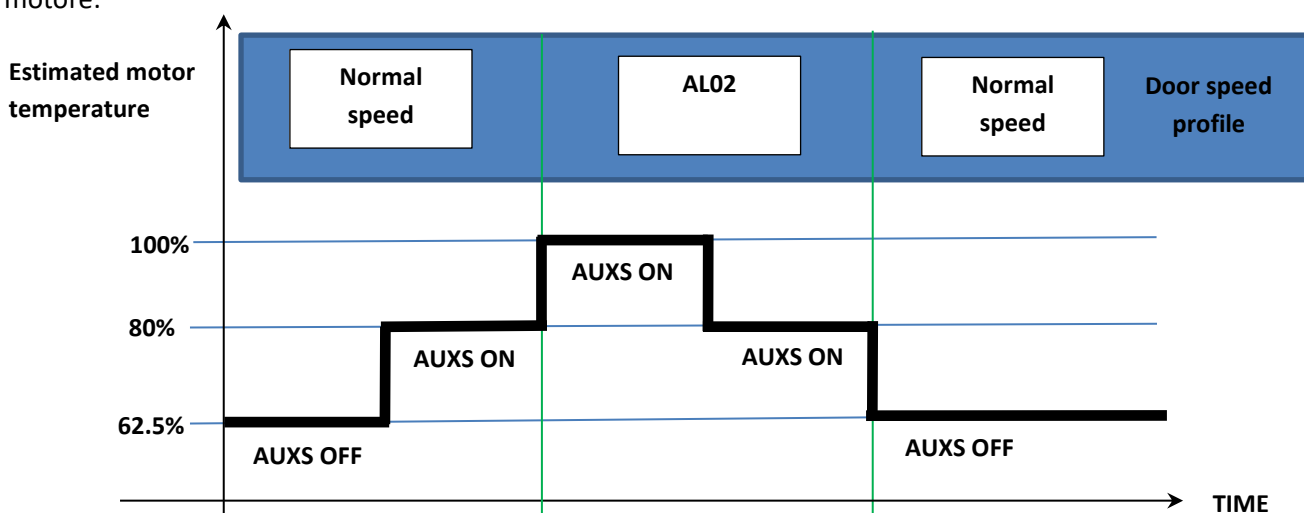 motore.
Estimated motor
temperature
Normal
speed
AL02
Normal
speed
Door speed
profile
100%
AUXS ON
80%
AUXS ON
AUXS ON
62.5%
AUXS OFF
AUXS OFF
TIME